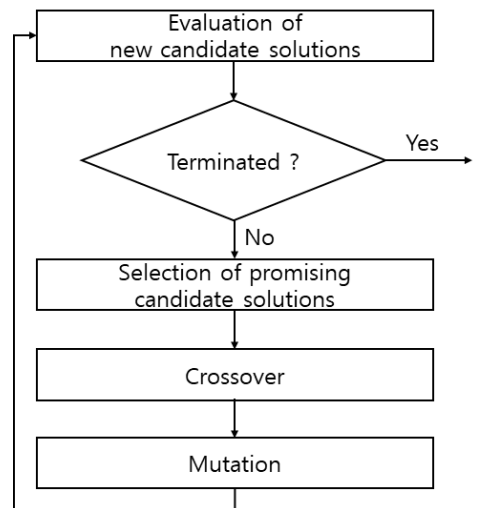 Evaluation of
new candidate solutions
Terminated ?
Yes
No
Selection of promising
candidate solutions
Crossover
Mutation